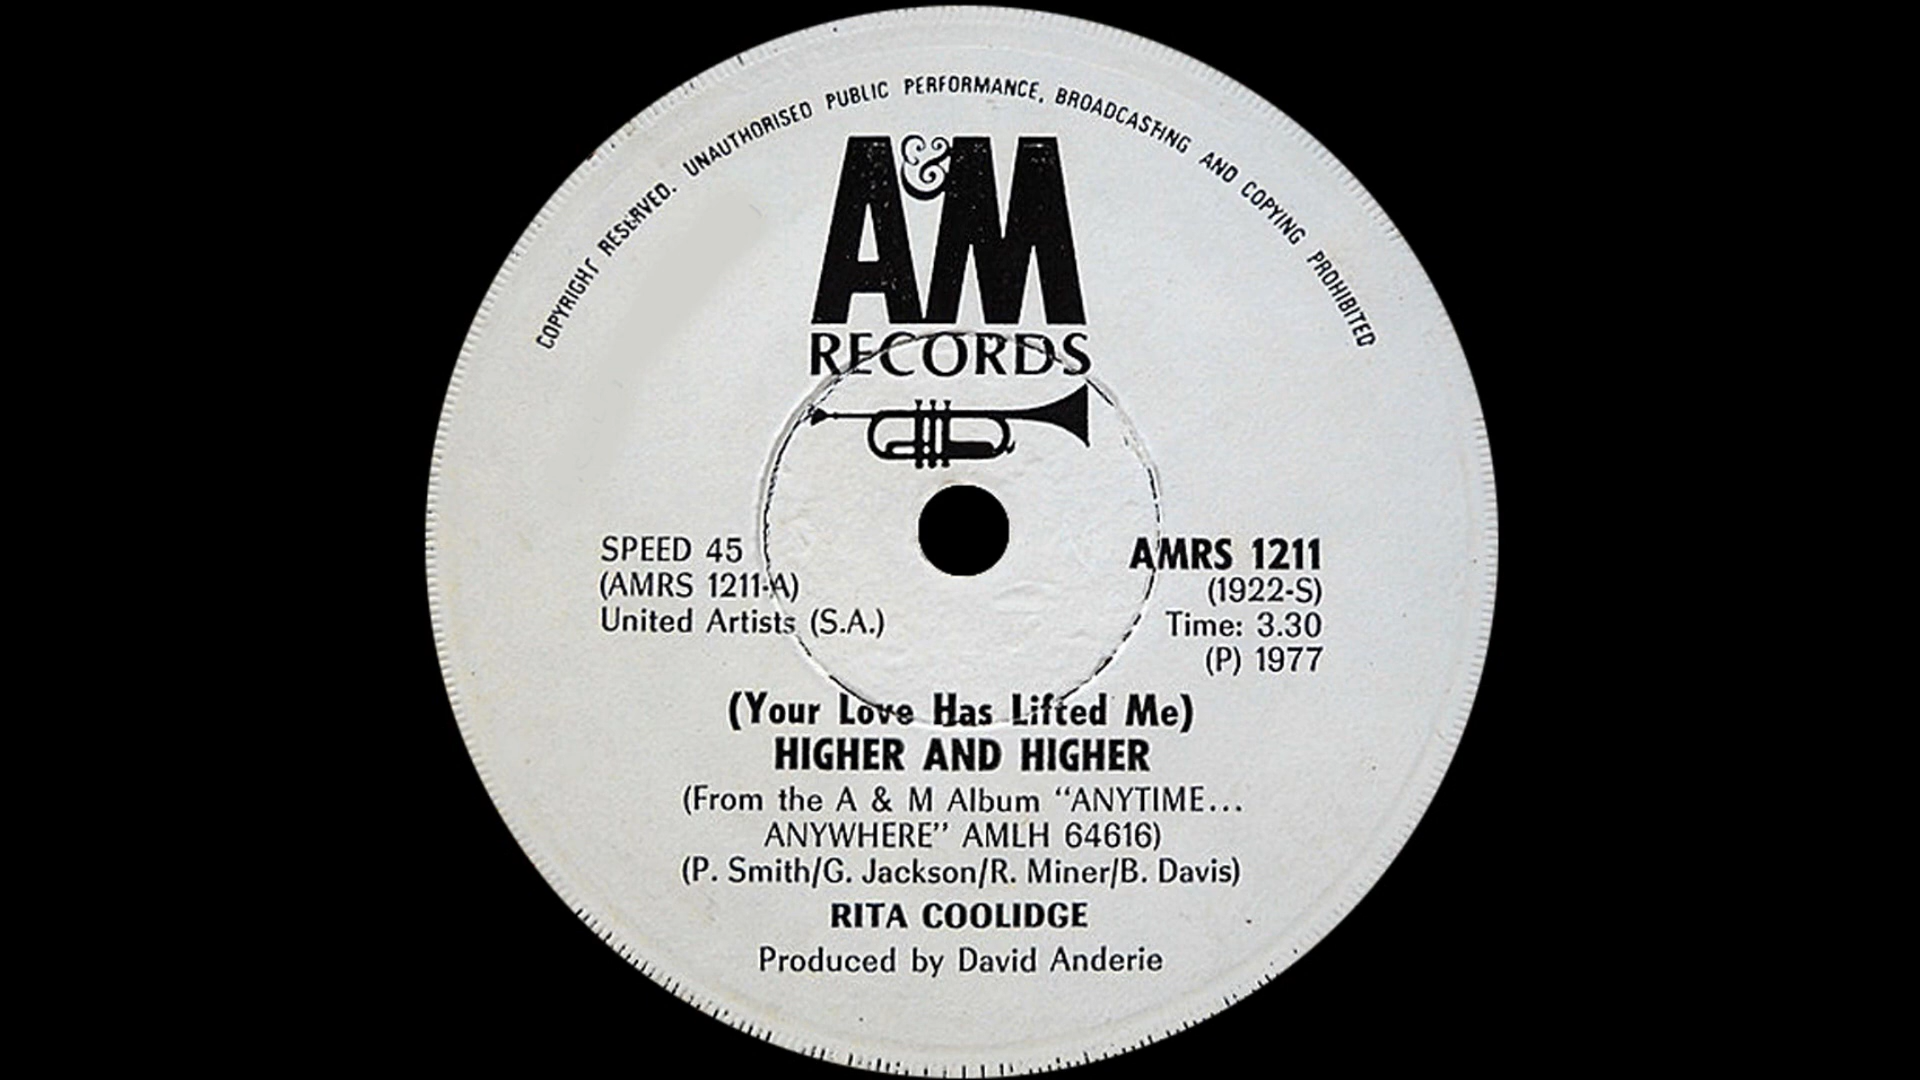 COPYRIGHT RESERVED. UNAUTHORISED PUBLIC PERFORMANCE, BROADCASTING AND COPYING PROHIBITED
A&M
RECORDS
SPEED 45
(AMRS 1211-A)
United Artists (S.A.)
AMRS 1211
(1922-S)
Time: 3.30
(P) 1977
(Your Love Has Lifted Me)
HIGHER AND HIGHER
(From the A & M Album “ANYTIME...
ANYWHERE” AMLH 64616)
(P. Smith/G. Jackson/R. Miner/B. Davis)
RITA COOLIDGE
Produced by David Anderie